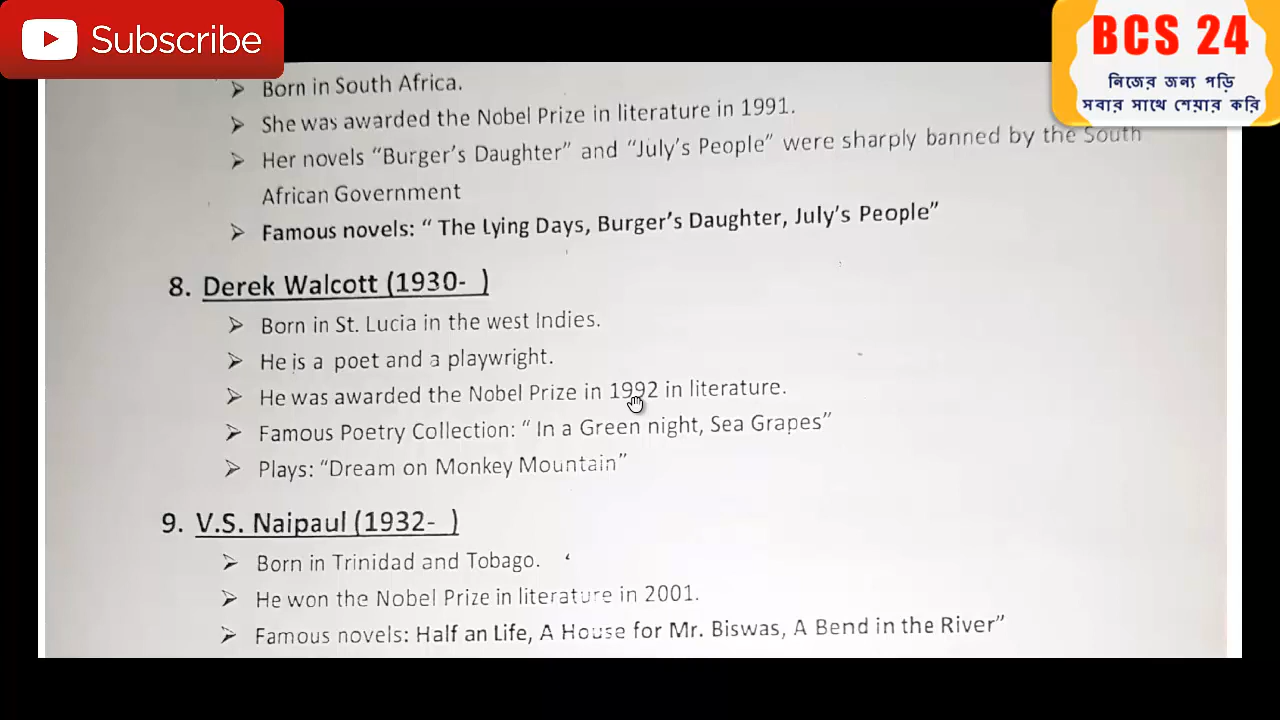 Subscribe
BCS 24
নিজের জন্য পড়ি
সবার সাথে শেয়ার করি
➢ Born in South Africa.
➢ She was awarded the Nobel Prize in literature in 1991.
➢ Her novels “Burger’s Daughter” and “July’s People” were sharply banned by the South
African Government
➢ Famous novels: “ The Lying Days, Burger’s Daughter, July’s People”
8. Derek Walcott (1930- )
➢ Born in St. Lucia in the west Indies.
➢ He is a poet and a playwright.
➢ He was awarded the Nobel Prize in 1992 in literature.
➢ Famous Poetry Collection: “ In a Green night, Sea Grapes”
➢ Plays: “Dream on Monkey Mountain”
9. V.S. Naipaul (1932- )
➢ Born in Trinidad and Tobago.
➢ He won the Nobel Prize in literature in 2001.
➢ Famous novels: Half an Life, A House for Mr. Biswas, A Bend in the River”